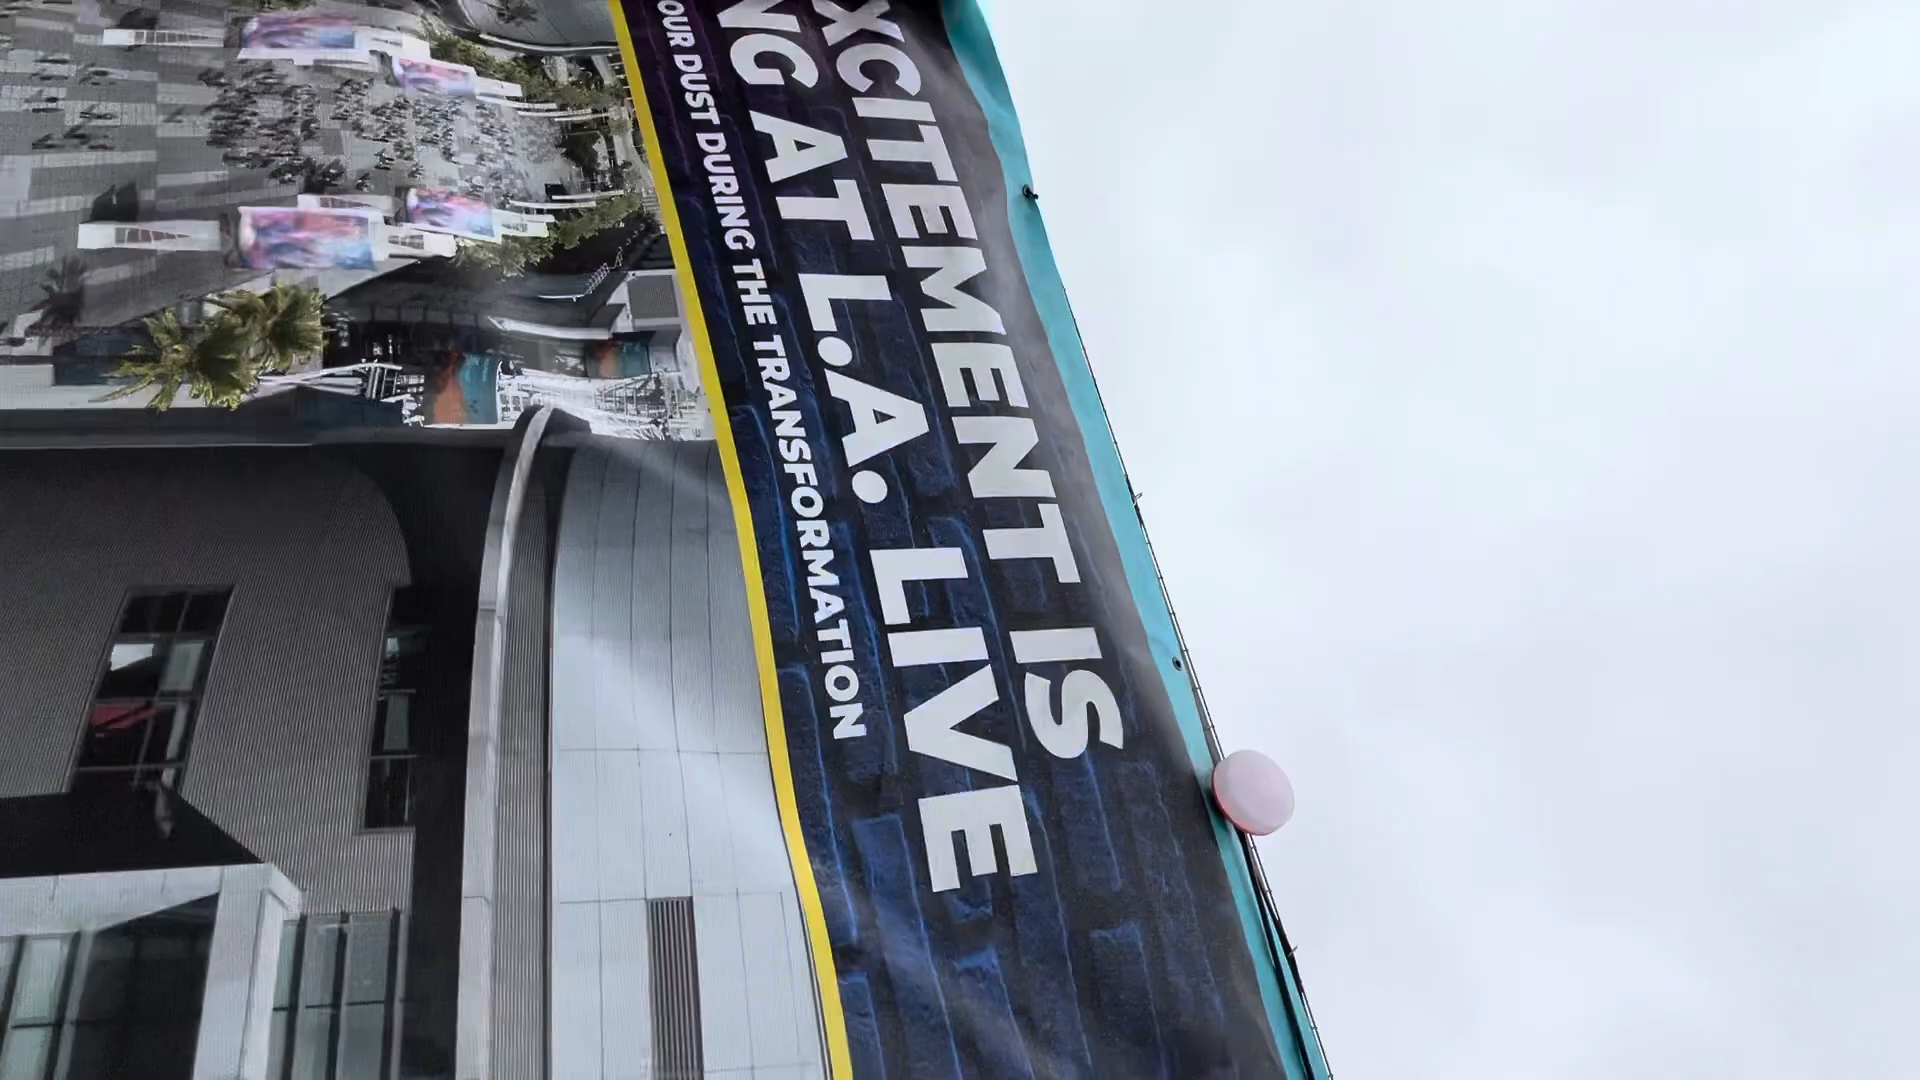 XCITEMENT IS
NG AT L.A. LIVE
OUR DUST DURING THE TRANSFORMATION